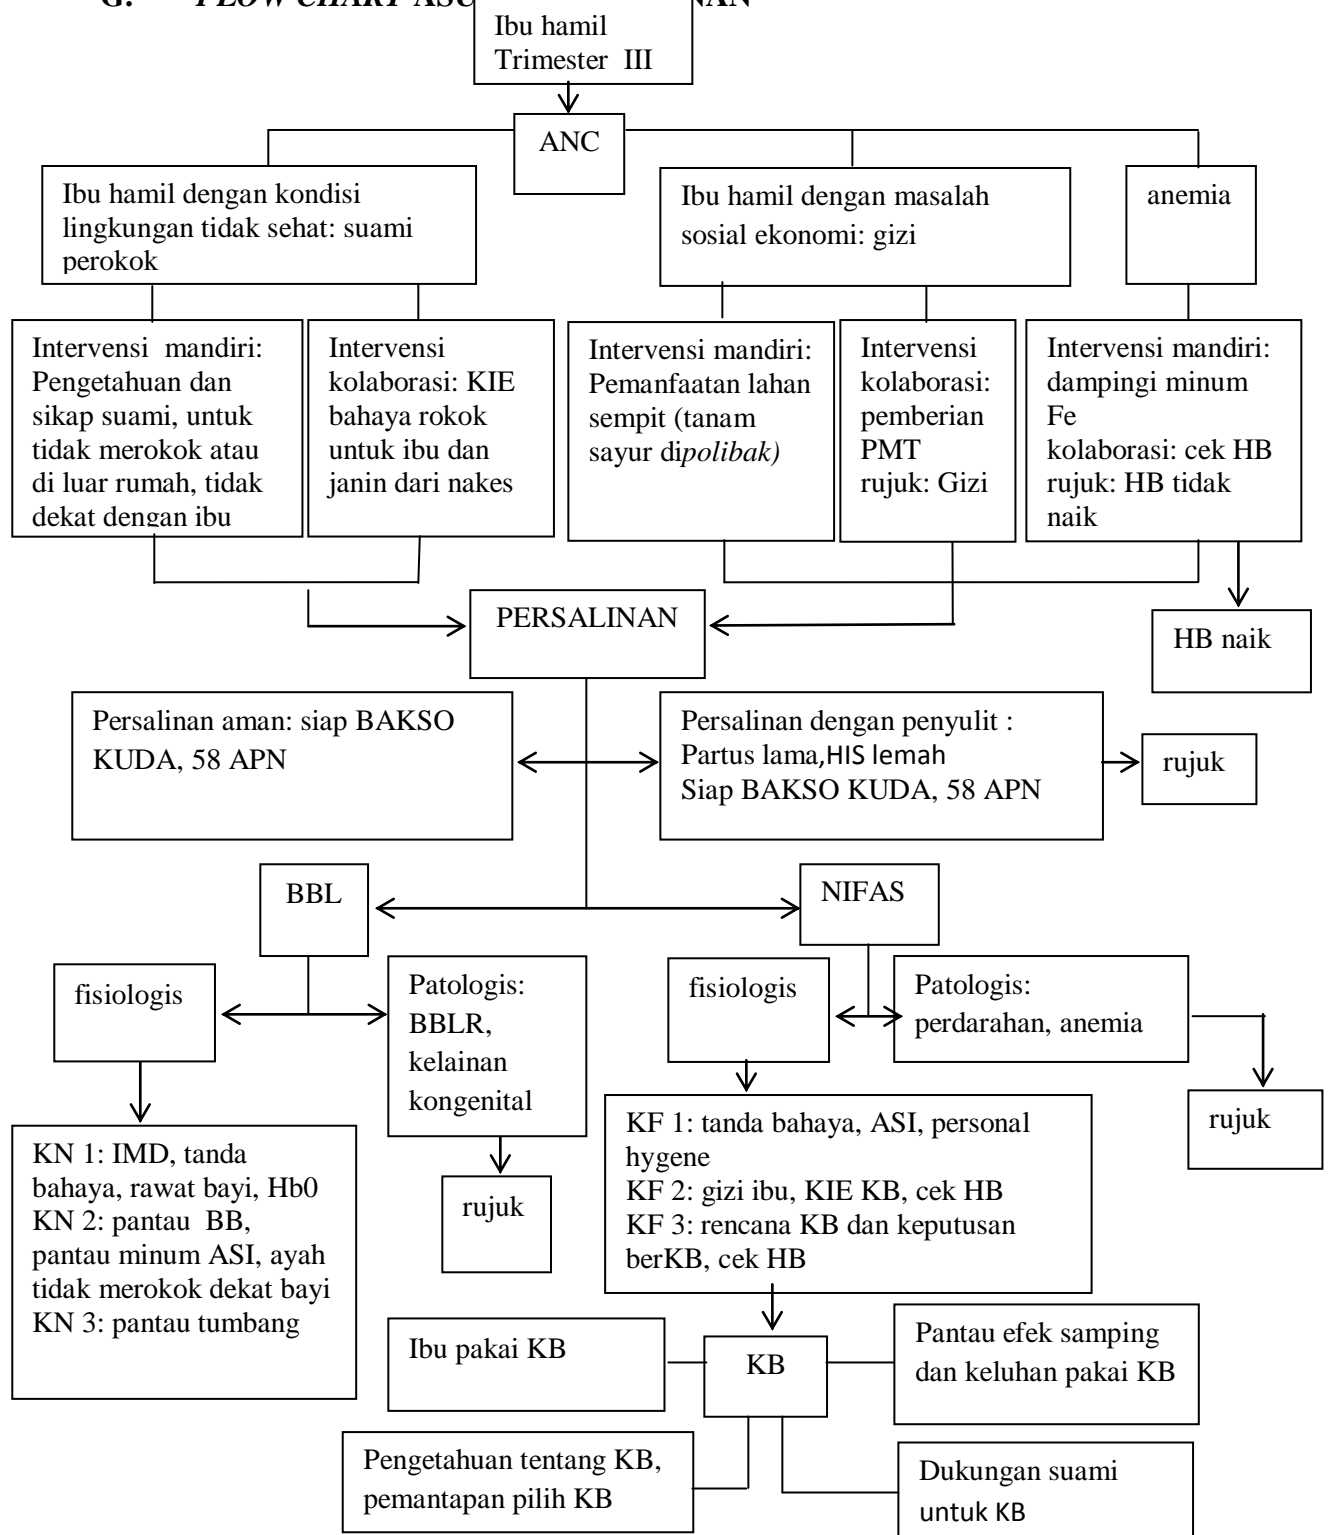 G. FLOW CHART
Ibu hamil
Trimester III
ANC
Ibu hamil dengan kondisi
lingkungan tidak sehat: suami
perokok
Ibu hamil dengan masalah
sosial ekonomi: gizi
anemia
Intervensi mandiri:
Pengetahuan dan
sikap suami, untuk
tidak merokok atau
di luar rumah, tidak
dekat dengan ibu
Intervensi
kolaborasi: KIE
bahaya rokok
untuk ibu dan
janin dari nakes
Intervensi mandiri:
Pemanfaatan lahan
sempit (tanam
sayur dipolibak)
Intervensi
kolaborasi:
pemberian
PMT
rujuk: Gizi
Intervensi mandiri:
dampingi minum
Fe
kolaborasi: cek HB
rujuk: HB tidak
naik
PERSALINAN
HB naik
Persalinan aman: siap BAKSO
KUDA, 58 APN
Persalinan dengan penyulit :
Partus lama,HIS lemah
Siap BAKSO KUDA, 58 APN
rujuk
BBL
NIFAS
fisiologis
Patologis:
BBLR,
kelainan
kongenital
fisiologis
Patologis:
perdarahan, anemia
KN 1: IMD, tanda
bahaya, rawat bayi, Hb0
KN 2: pantau BB,
pantau minum ASI, ayah
tidak merokok dekat bayi
KN 3: pantau tumbang
rujuk
KF 1: tanda bahaya, ASI, personal
hygene
KF 2: gizi ibu, KIE KB, cek HB
KF 3: rencana KB dan keputusan
berKB, cek HB
rujuk
Ibu pakai KB
KB
Pantau efek samping
dan keluhan pakai KB
Pengetahuan tentang KB,
pemantapan pilih KB
Dukungan suami
untuk KB